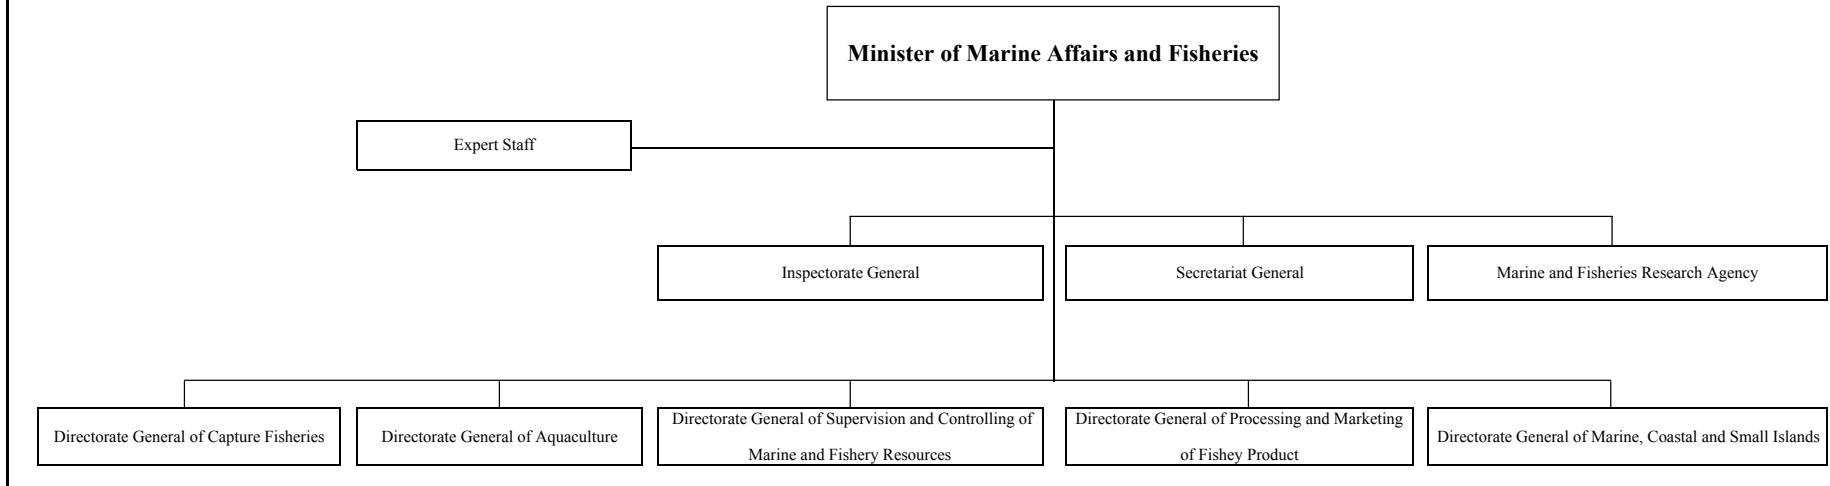 Minister of Marine Affairs and Fisheries
Expert Staff
Inspectorate General
Secretariat General
Marine and Fisheries Research Agency
Directorate General of Capture Fisheries
Directorate General of Aquaculture
Directorate General of Supervision and Controlling of
Marine and Fishery Resources
Directorate General of Processing and Marketing
of Fishey Product
Directorate General of Marine, Coastal and Small Islands